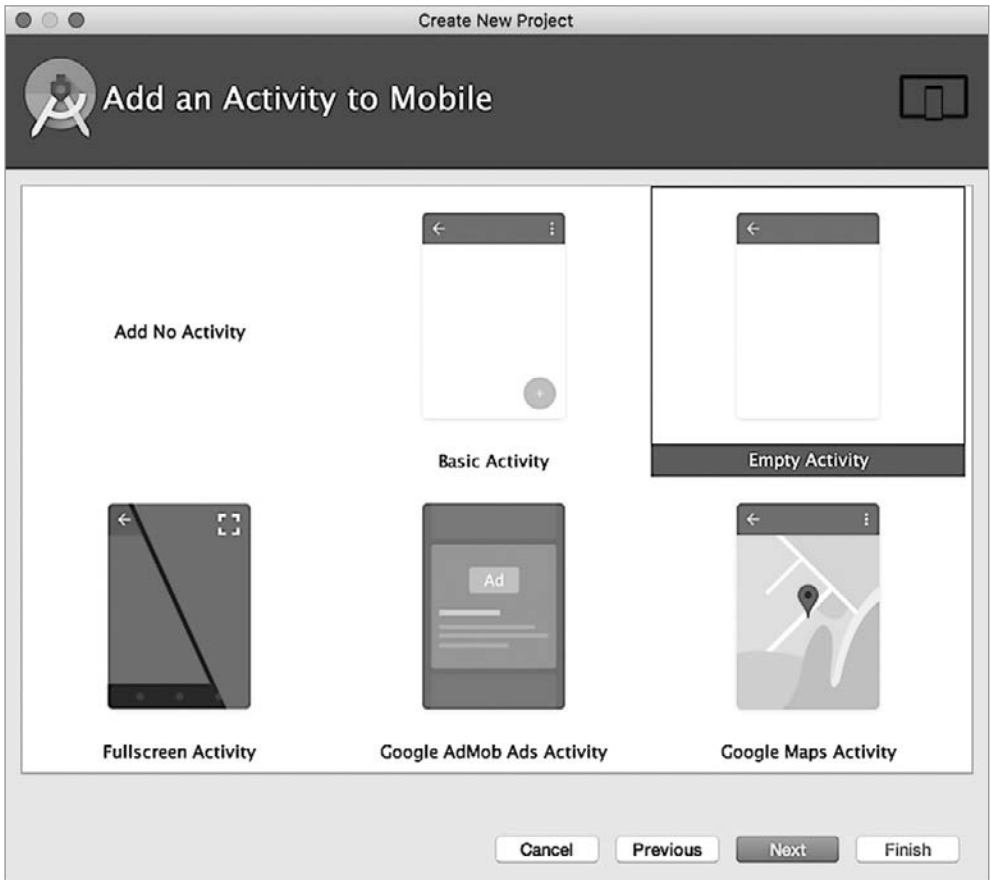 Create New Project
Add an Activity to Mobile
Add No Activity
Basic Activity
Empty Activity
Ad
Fullscreen Activity
Google AdMob Ads Activity
Google Maps Activity
Cancel
Previous
Next
Finish